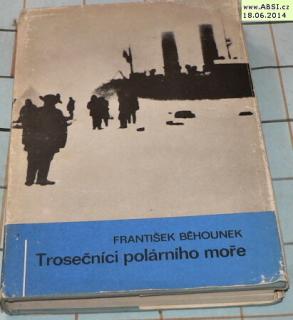 www.ABSI.cz
18.06.2014
FRANTIŠEK BĚHOUNEK
Trosečníci polárního moře